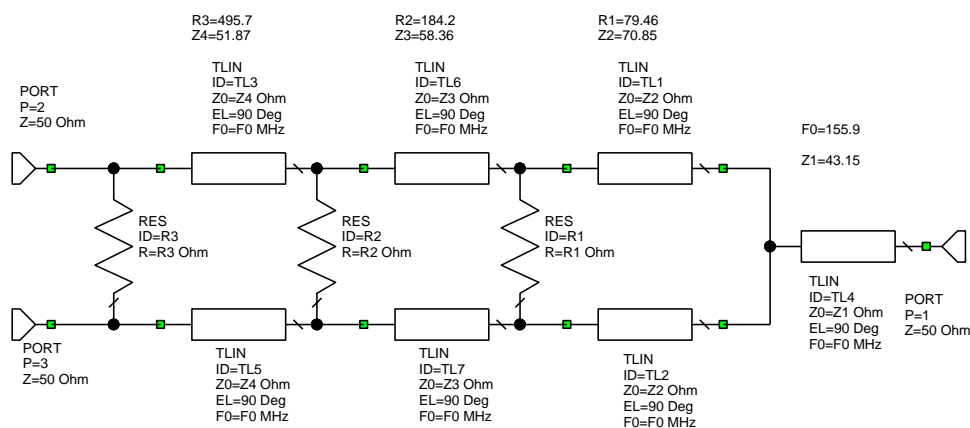 R3=495.7
Z4=51.87
R2=184.2
Z3=58.36
R1=79.46
Z2=70.85
PORT
P=2
Z=50 Ohm
TLIN
ID=TL3
Z0=Z4 Ohm
EL=90 Deg
F0=F0 MHz
TLIN
ID=TL6
Z0=Z3 Ohm
EL=90 Deg
F0=F0 MHz
TLIN
ID=TL1
Z0=Z2 Ohm
EL=90 Deg
F0=F0 MHz
F0=155.9
Z1=43.15
RES
ID=R3
R=R3 Ohm
RES
ID=R2
R=R2 Ohm
RES
ID=R1
R=R1 Ohm
TLIN
ID=TL4
Z0=Z1 Ohm
EL=90 Deg
F0=F0 MHz
PORT
P=1
Z=50 Ohm
PORT
P=3
Z=50 Ohm
TLIN
ID=TL5
Z0=Z4 Ohm
EL=90 Deg
F0=F0 MHz
TLIN
ID=TL7
Z0=Z3 Ohm
EL=90 Deg
F0=F0 MHz
TLIN
ID=TL2
Z0=Z2 Ohm
EL=90 Deg
F0=F0 MHz